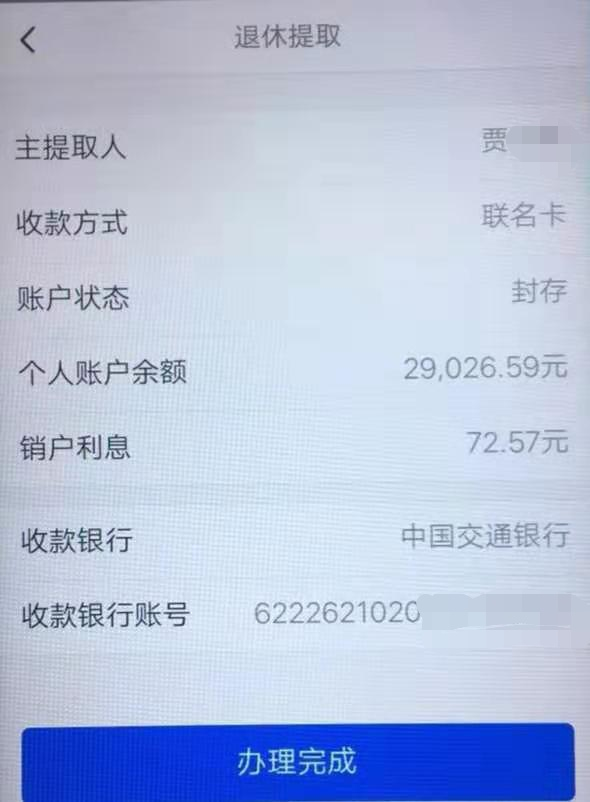 退休提取
主提取人 贾
收款方式 联名卡
账户状态 封存
个人账户余额 29,026.59元
销户利息 72.57元
收款银行 中国交通银行
收款银行账号 6222621020
办理完成